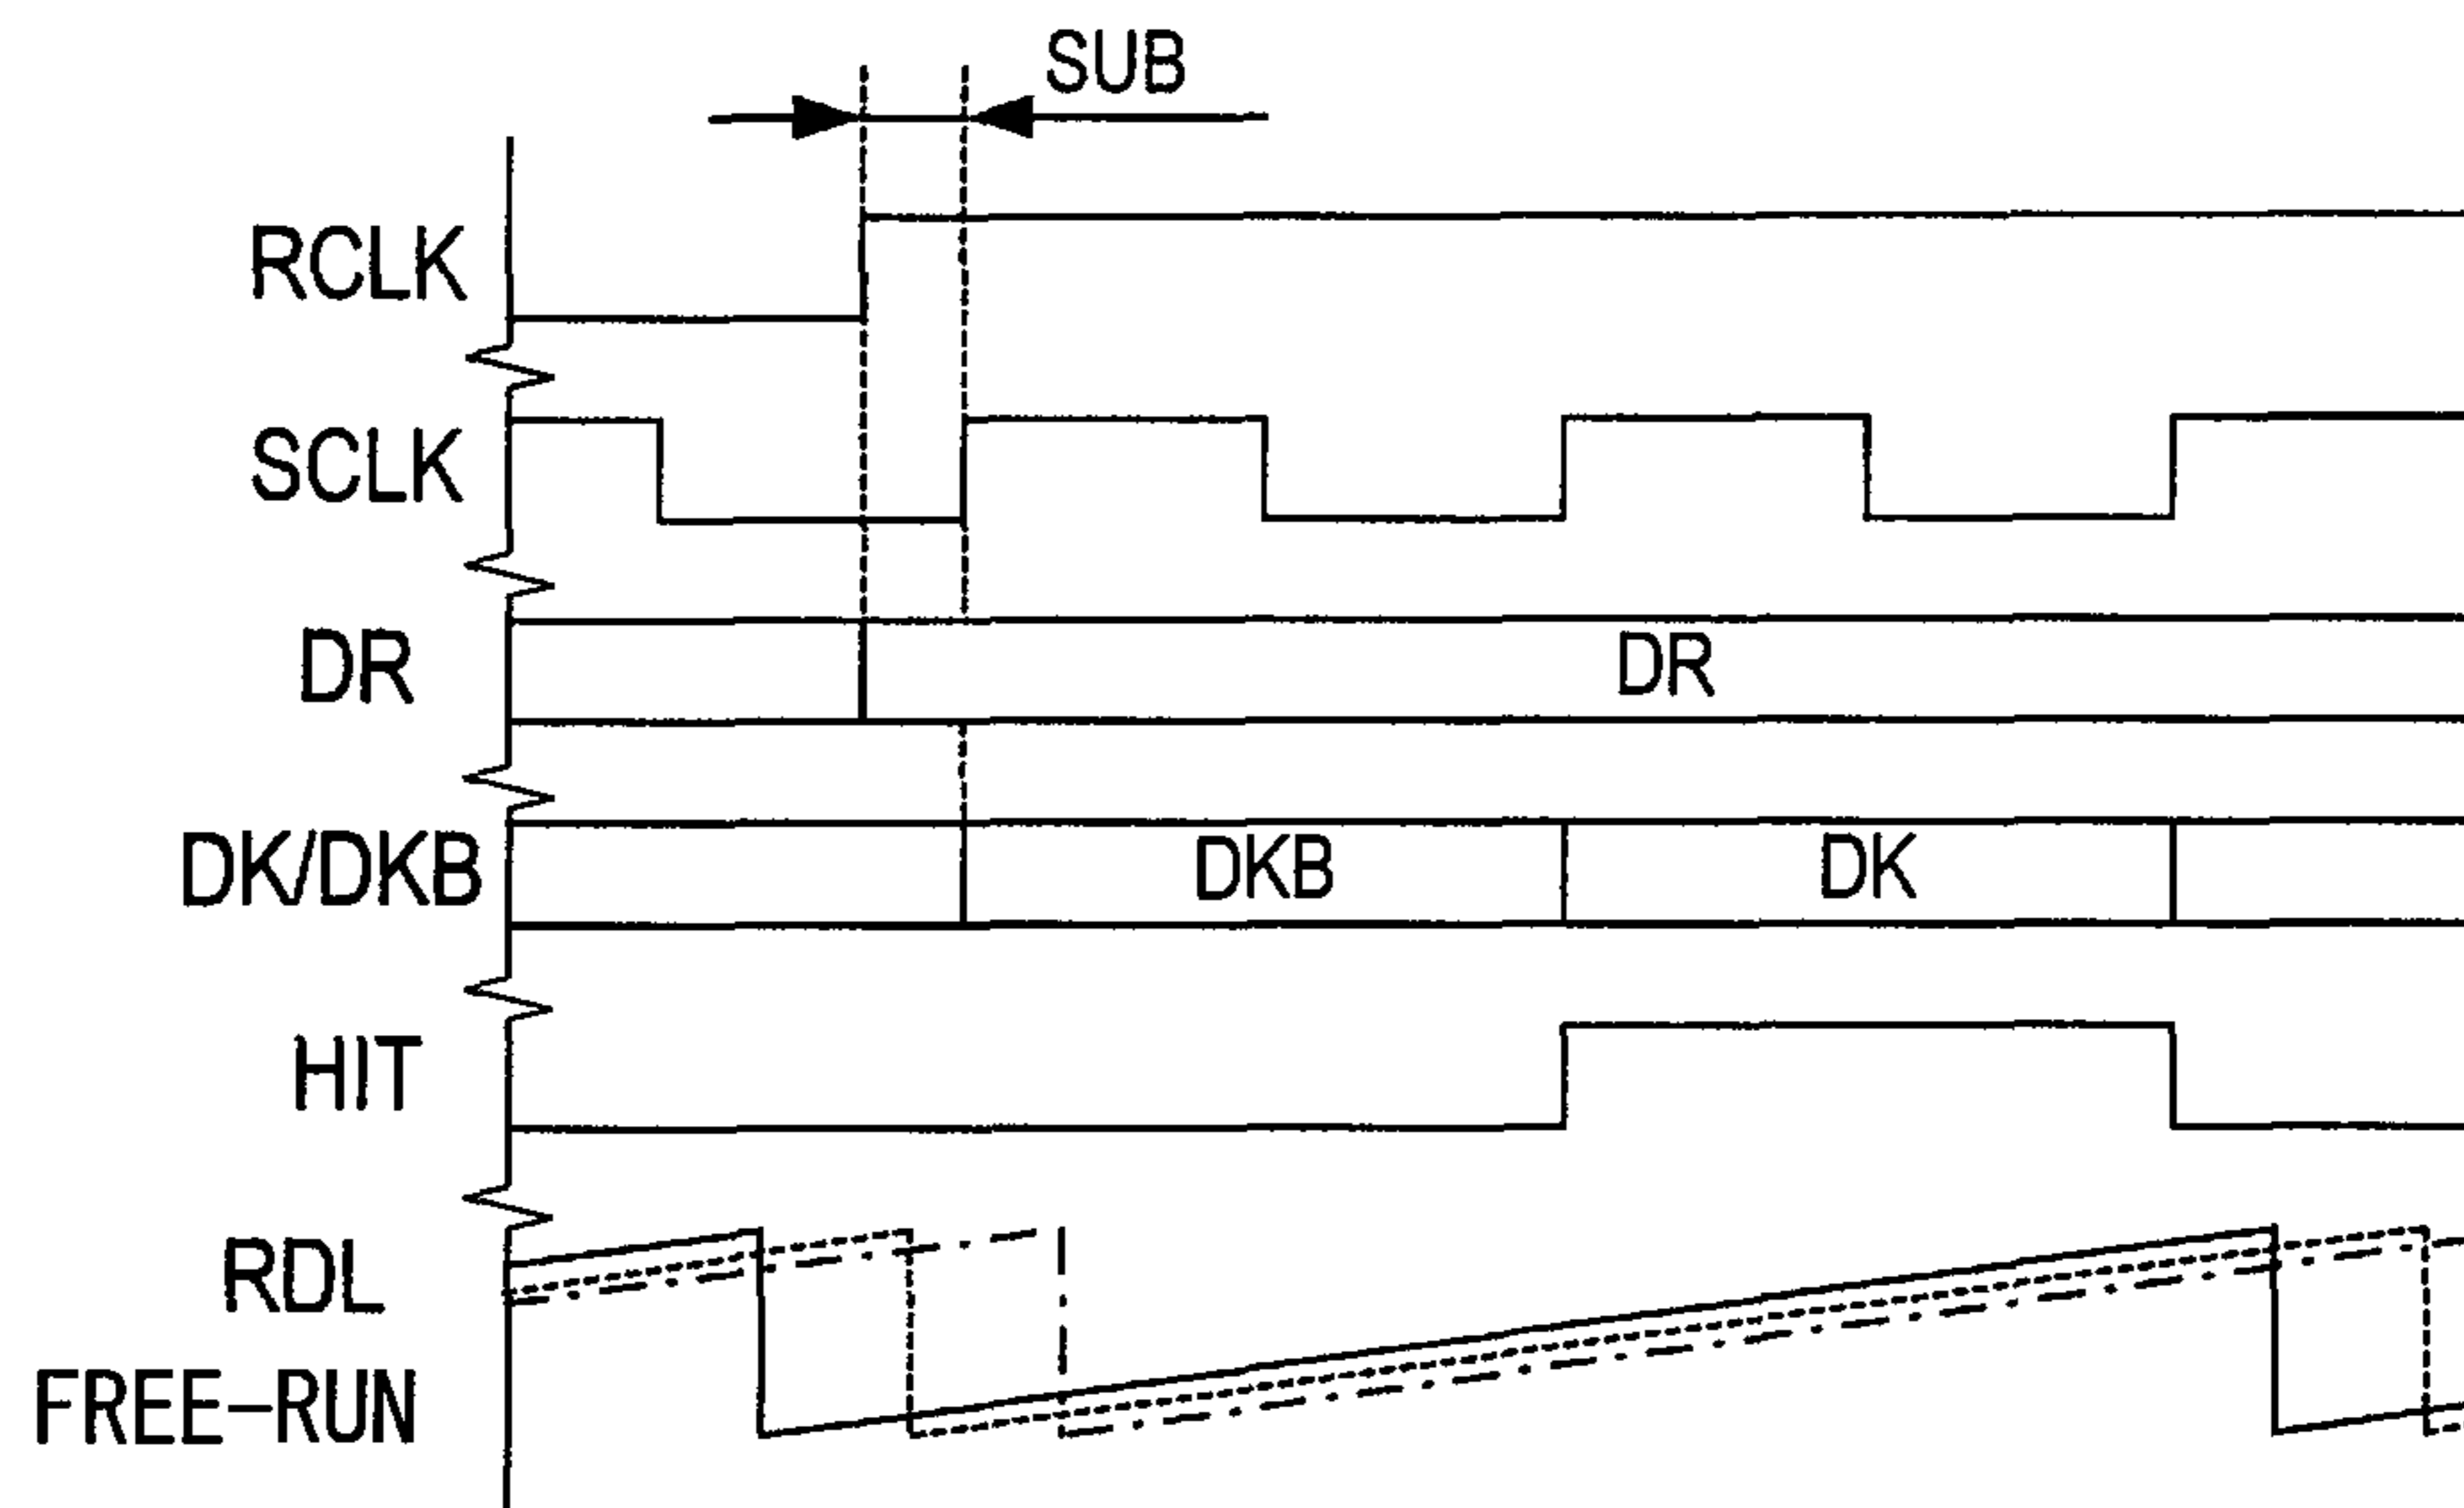 SUB
RCLK
SCLK
DR
DR
DK/DKB
DKB
DK
HIT
RDL
FREE-RUN